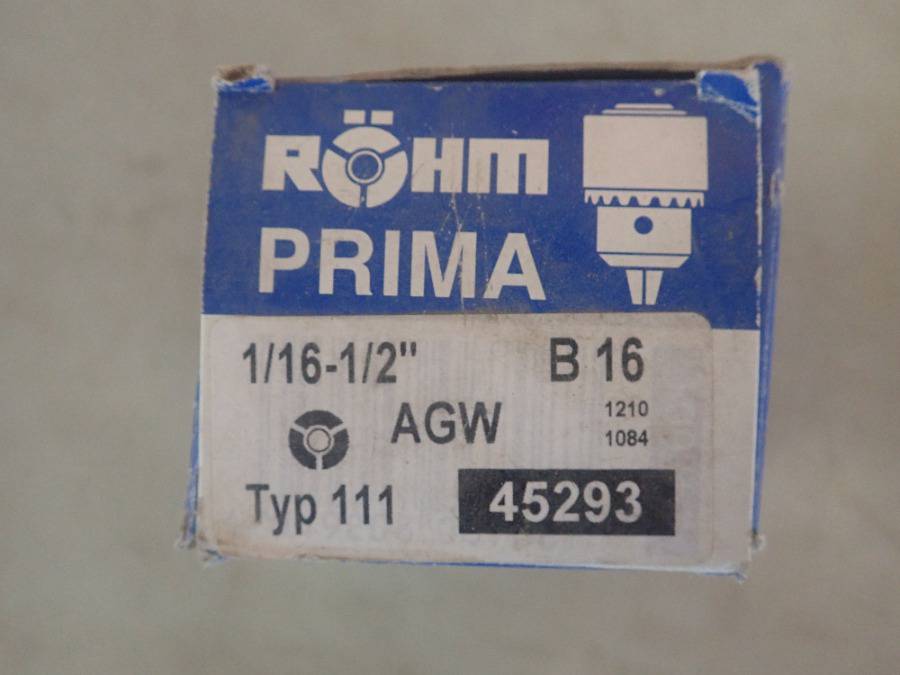 RÖHM
PRIMA
1/16-1/2" B 16
AGW 1210
1084
Typ 111 45293